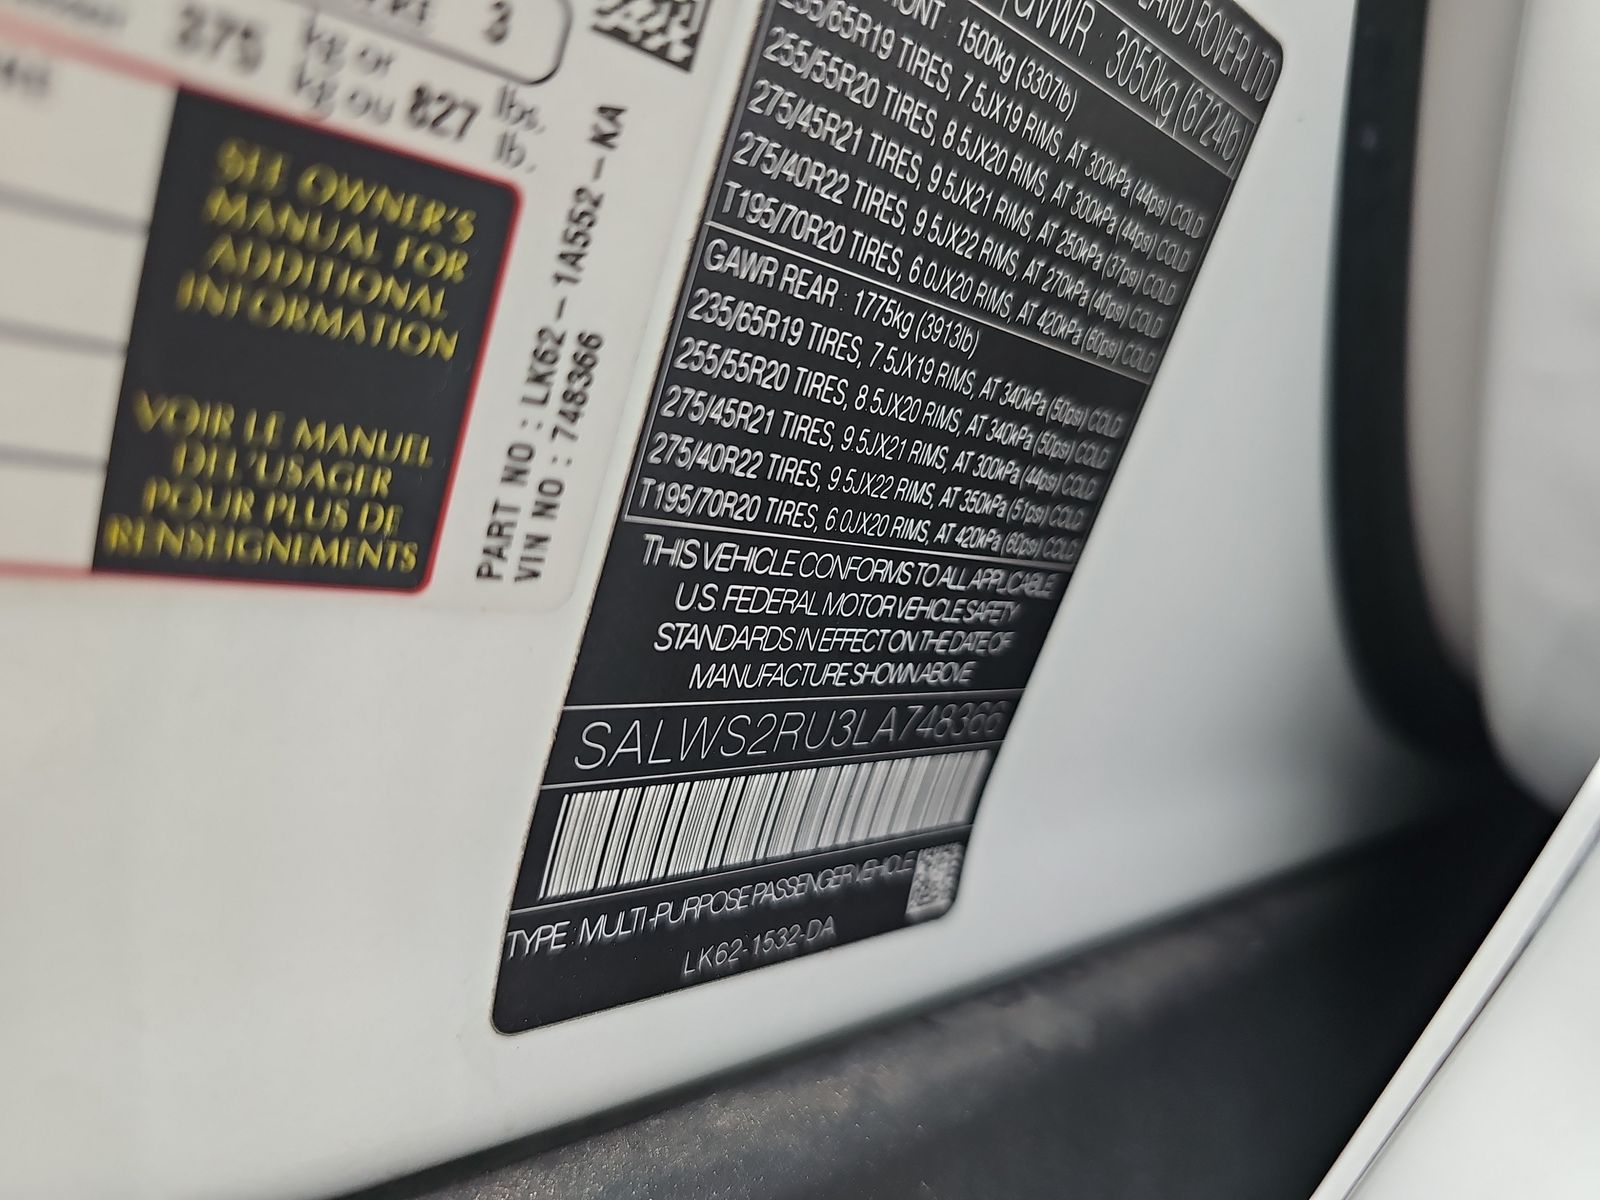 3
375 kg or
kg ou 827 lbs.
lb.
SEE OWNER'S
MANUAL FOR
ADDITIONAL
INFORMATION
VOIR LE MANUEL
DE L'USAGER
POUR PLUS DE
RENSEIGNEMENTS
PART NO : LK62-1A552-KA
VIN NO : 748366
LAND ROVER LTD
GVWR : 3050kg (6724lb)
FRONT : 1500kg (3307lb)
235/65R19 TIRES, 7.5JX19 RIMS, AT 300kPa (44psi) COLD
255/55R20 TIRES, 8.5JX20 RIMS, AT 300kPa (44psi) COLD
275/45R21 TIRES, 9.5JX21 RIMS, AT 250kPa (37psi) COLD
275/40R22 TIRES, 9.5JX22 RIMS, AT 270kPa (40psi) COLD
T195/70R20 TIRES, 6.0JX20 RIMS, AT 420kPa (60psi) COLD
GAWR REAR : 1775kg (3913lb)
235/65R19 TIRES, 7.5JX19 RIMS, AT 340kPa (50psi) COLD
255/55R20 TIRES, 8.5JX20 RIMS, AT 340kPa (50psi) COLD
275/45R21 TIRES, 9.5JX21 RIMS, AT 300kPa (44psi) COLD
275/40R22 TIRES, 9.5JX22 RIMS, AT 350kPa (51psi) COLD
T195/70R20 TIRES, 6.0JX20 RIMS, AT 420kPa (60psi) COLD
THIS VEHICLE CONFORMS TO ALL APPLICABLE
U.S. FEDERAL MOTOR VEHICLE SAFETY
STANDARDS IN EFFECT ON THE DATE OF
MANUFACTURE SHOWN ABOVE
SALWS2RU3LA748366
TYPE : MULTI-PURPOSE PASSENGER VEHICLE
LK62-1532-DA